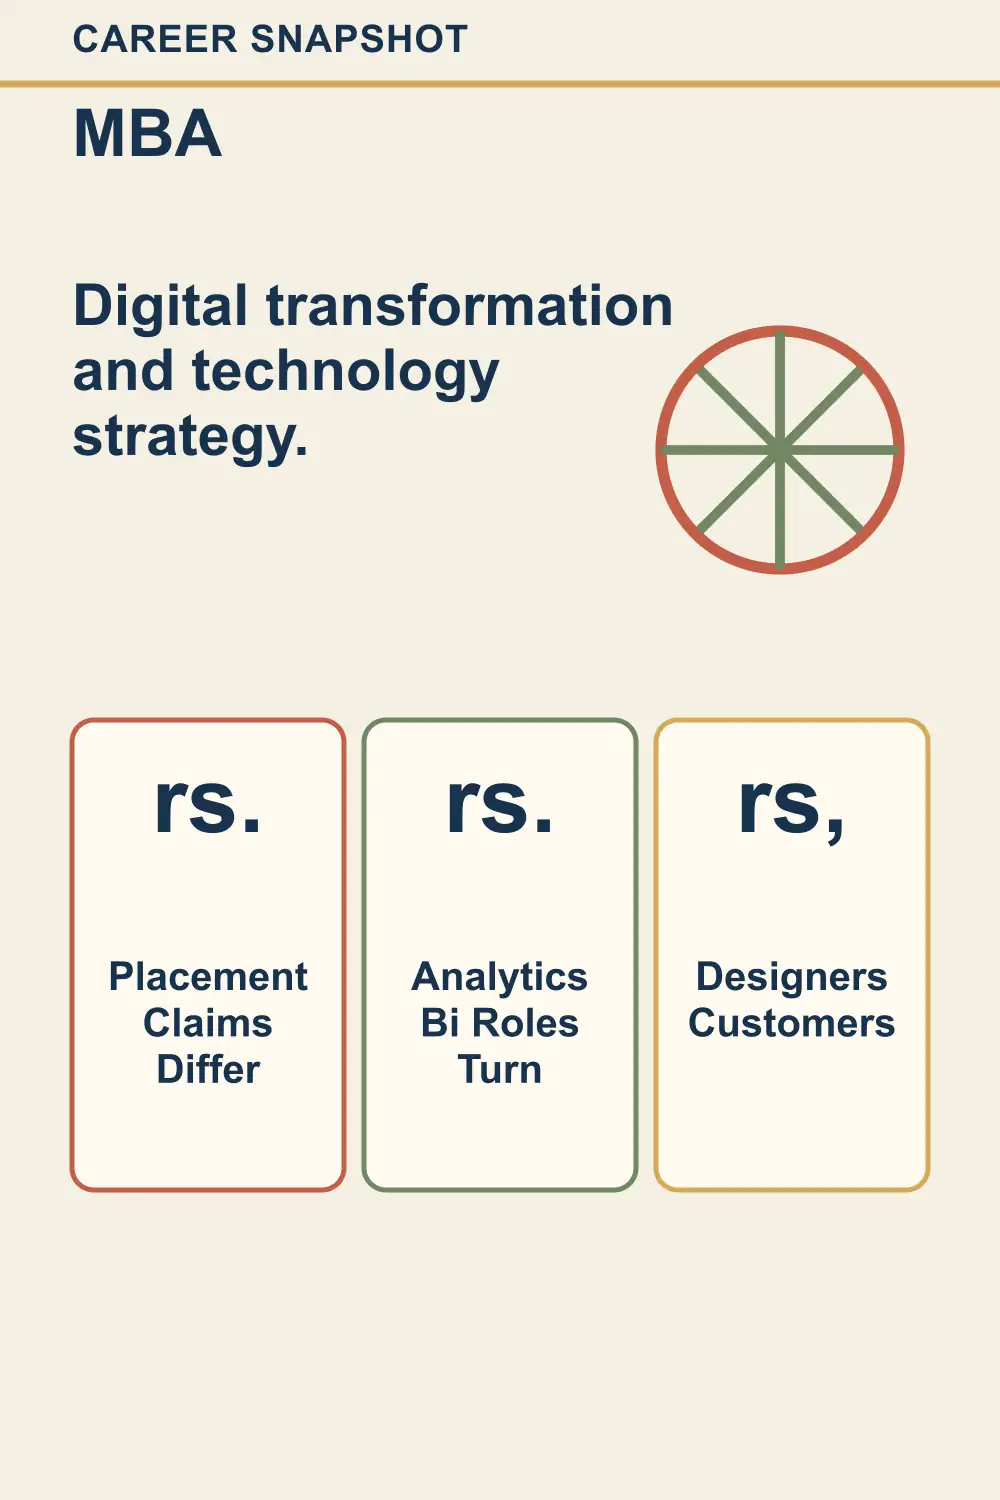 CAREER SNAPSHOT
MBA
Digital transformation
and technology
strategy.
rs.
Placement
Claims
Differ
rs.
Analytics
Bi Roles
Turn
rs,
Designers
Customers